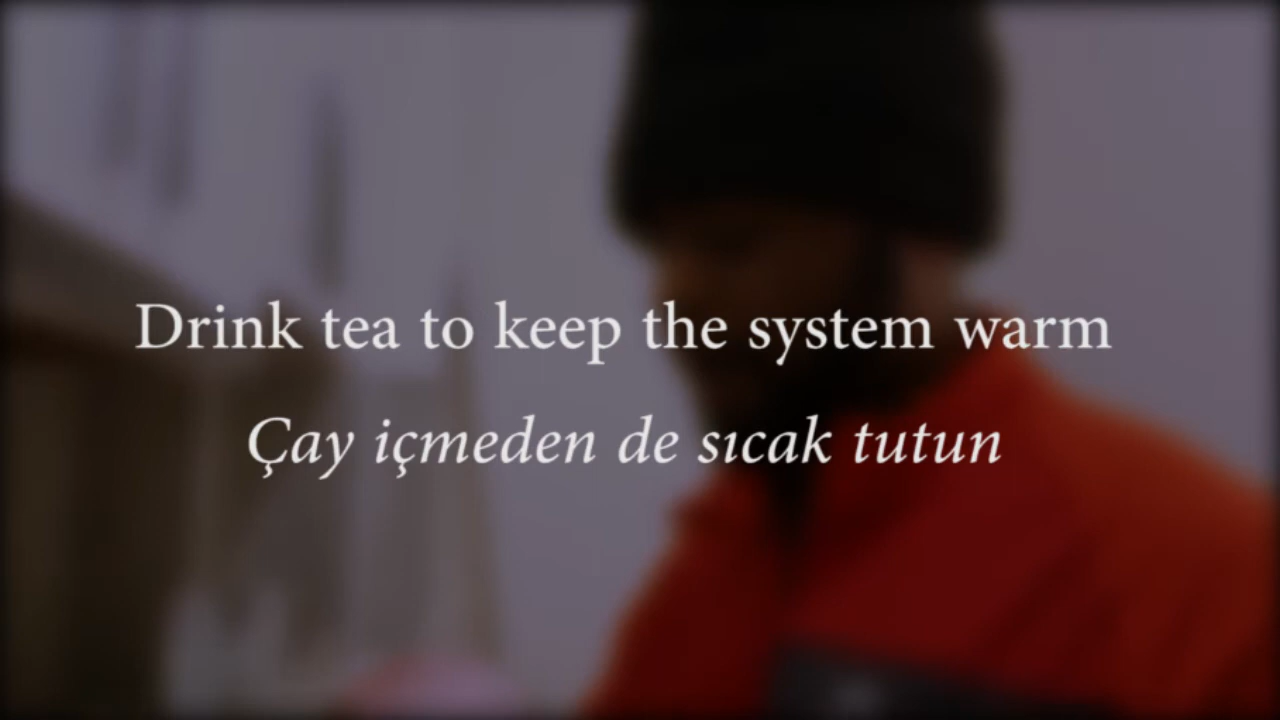 Drink tea to keep the system warm
Çay içmeden de sıcak tutun